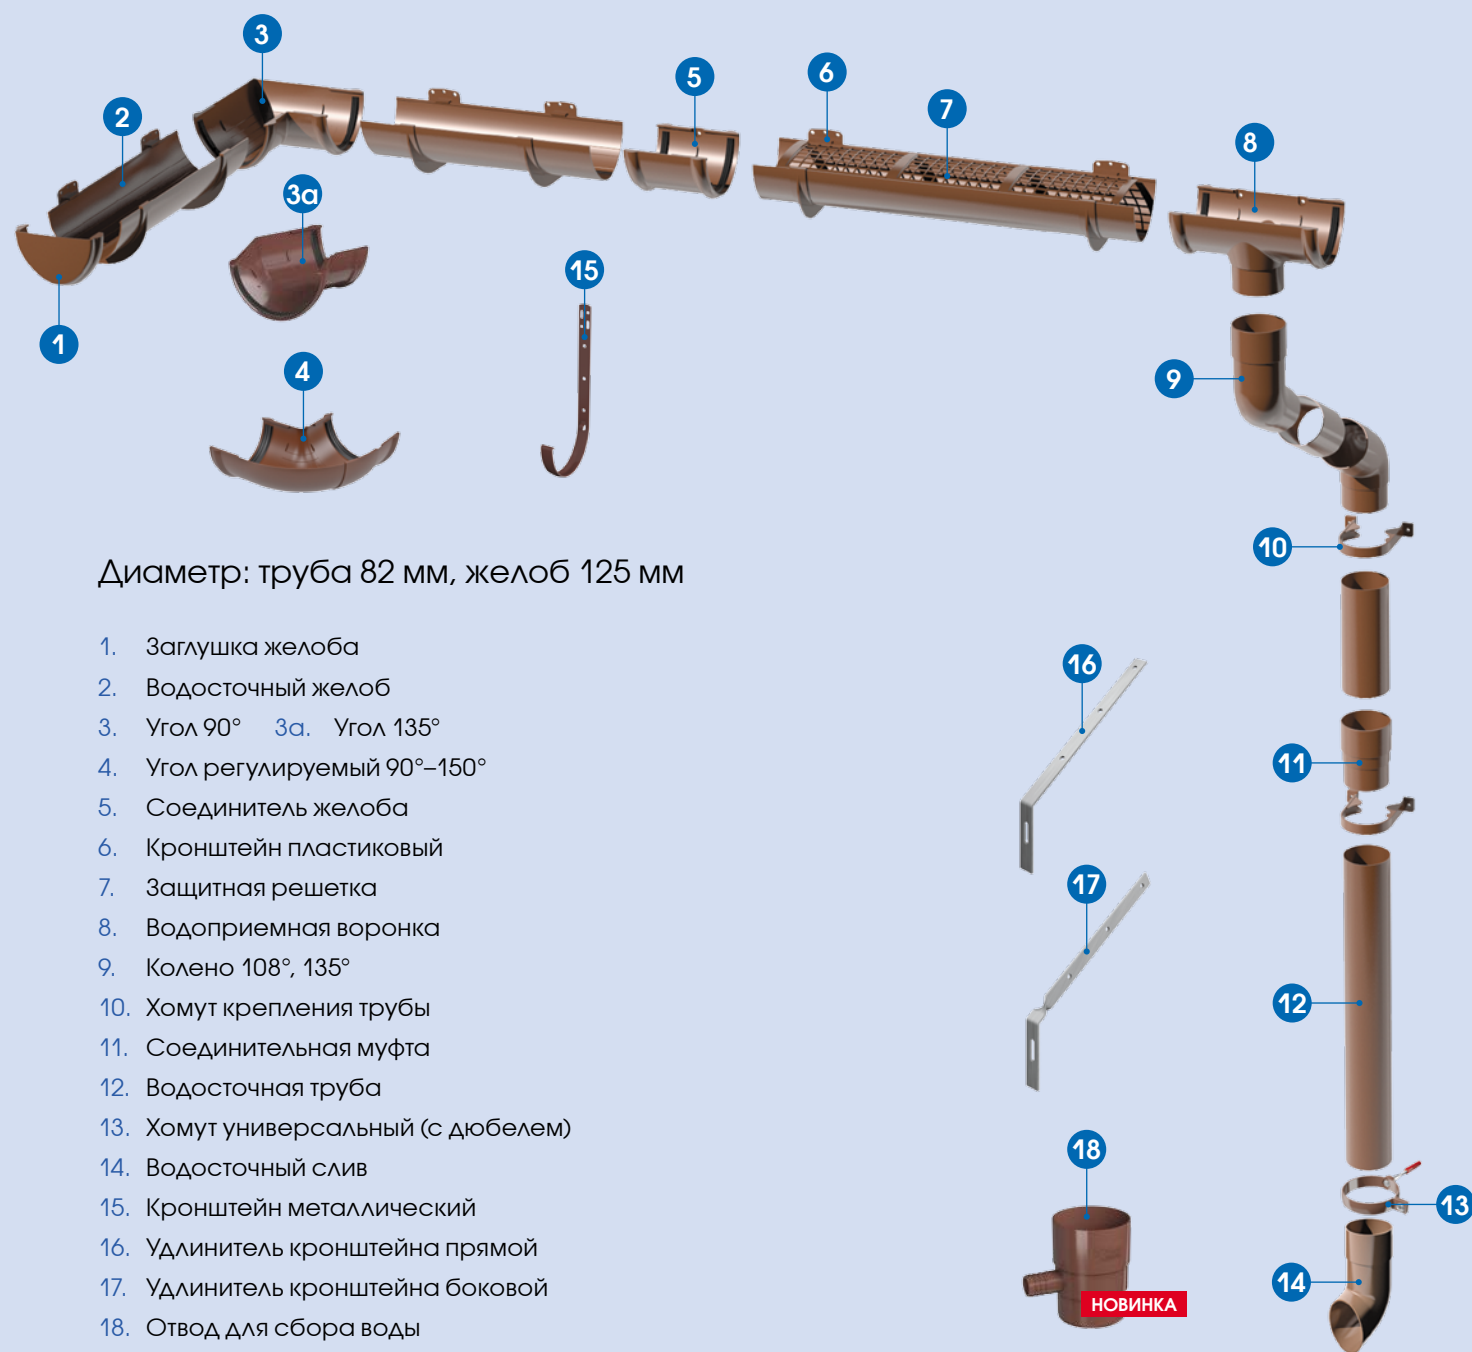 3
2
5
6
7
8
3а
15
1
4
9
10
Диаметр: труба 82 мм, желоб 125 мм
1. Заглушка желоба
2. Водосточный желоб
3. Угол 90° 3а. Угол 135°
4. Угол регулируемый 90°–150°
5. Соединитель желоба
6. Кронштейн пластиковый
7. Защитная решетка
8. Водоприемная воронка
9. Колено 108°, 135°
10. Хомут крепления трубы
11. Соединительная муфта
12. Водосточная труба
13. Хомут универсальный (с дюбелем)
14. Водосточный слив
15. Кронштейн металлический
16. Удлинитель кронштейна прямой
17. Удлинитель кронштейна боковой
18. Отвод для сбора воды
16
11
17
12
18
13
14
НОВИНКА